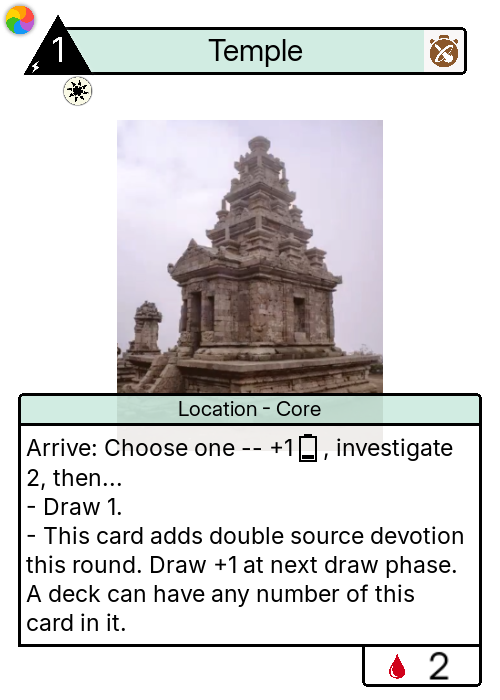 1
Temple
Location - Core
Arrive: Choose one -- +1 , investigate
2, then...
- Draw 1.
- This card adds double source devotion
this round. Draw +1 at next draw phase.
A deck can have any number of this
card in it.
2